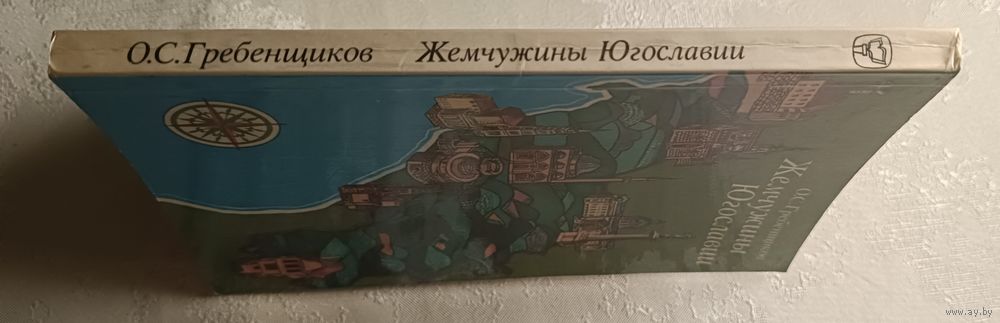 О.С.Гребенщиков Жемчужины Югославии
О.С.Гребенщиков
Жемчужины
Югославии
www.ay.by